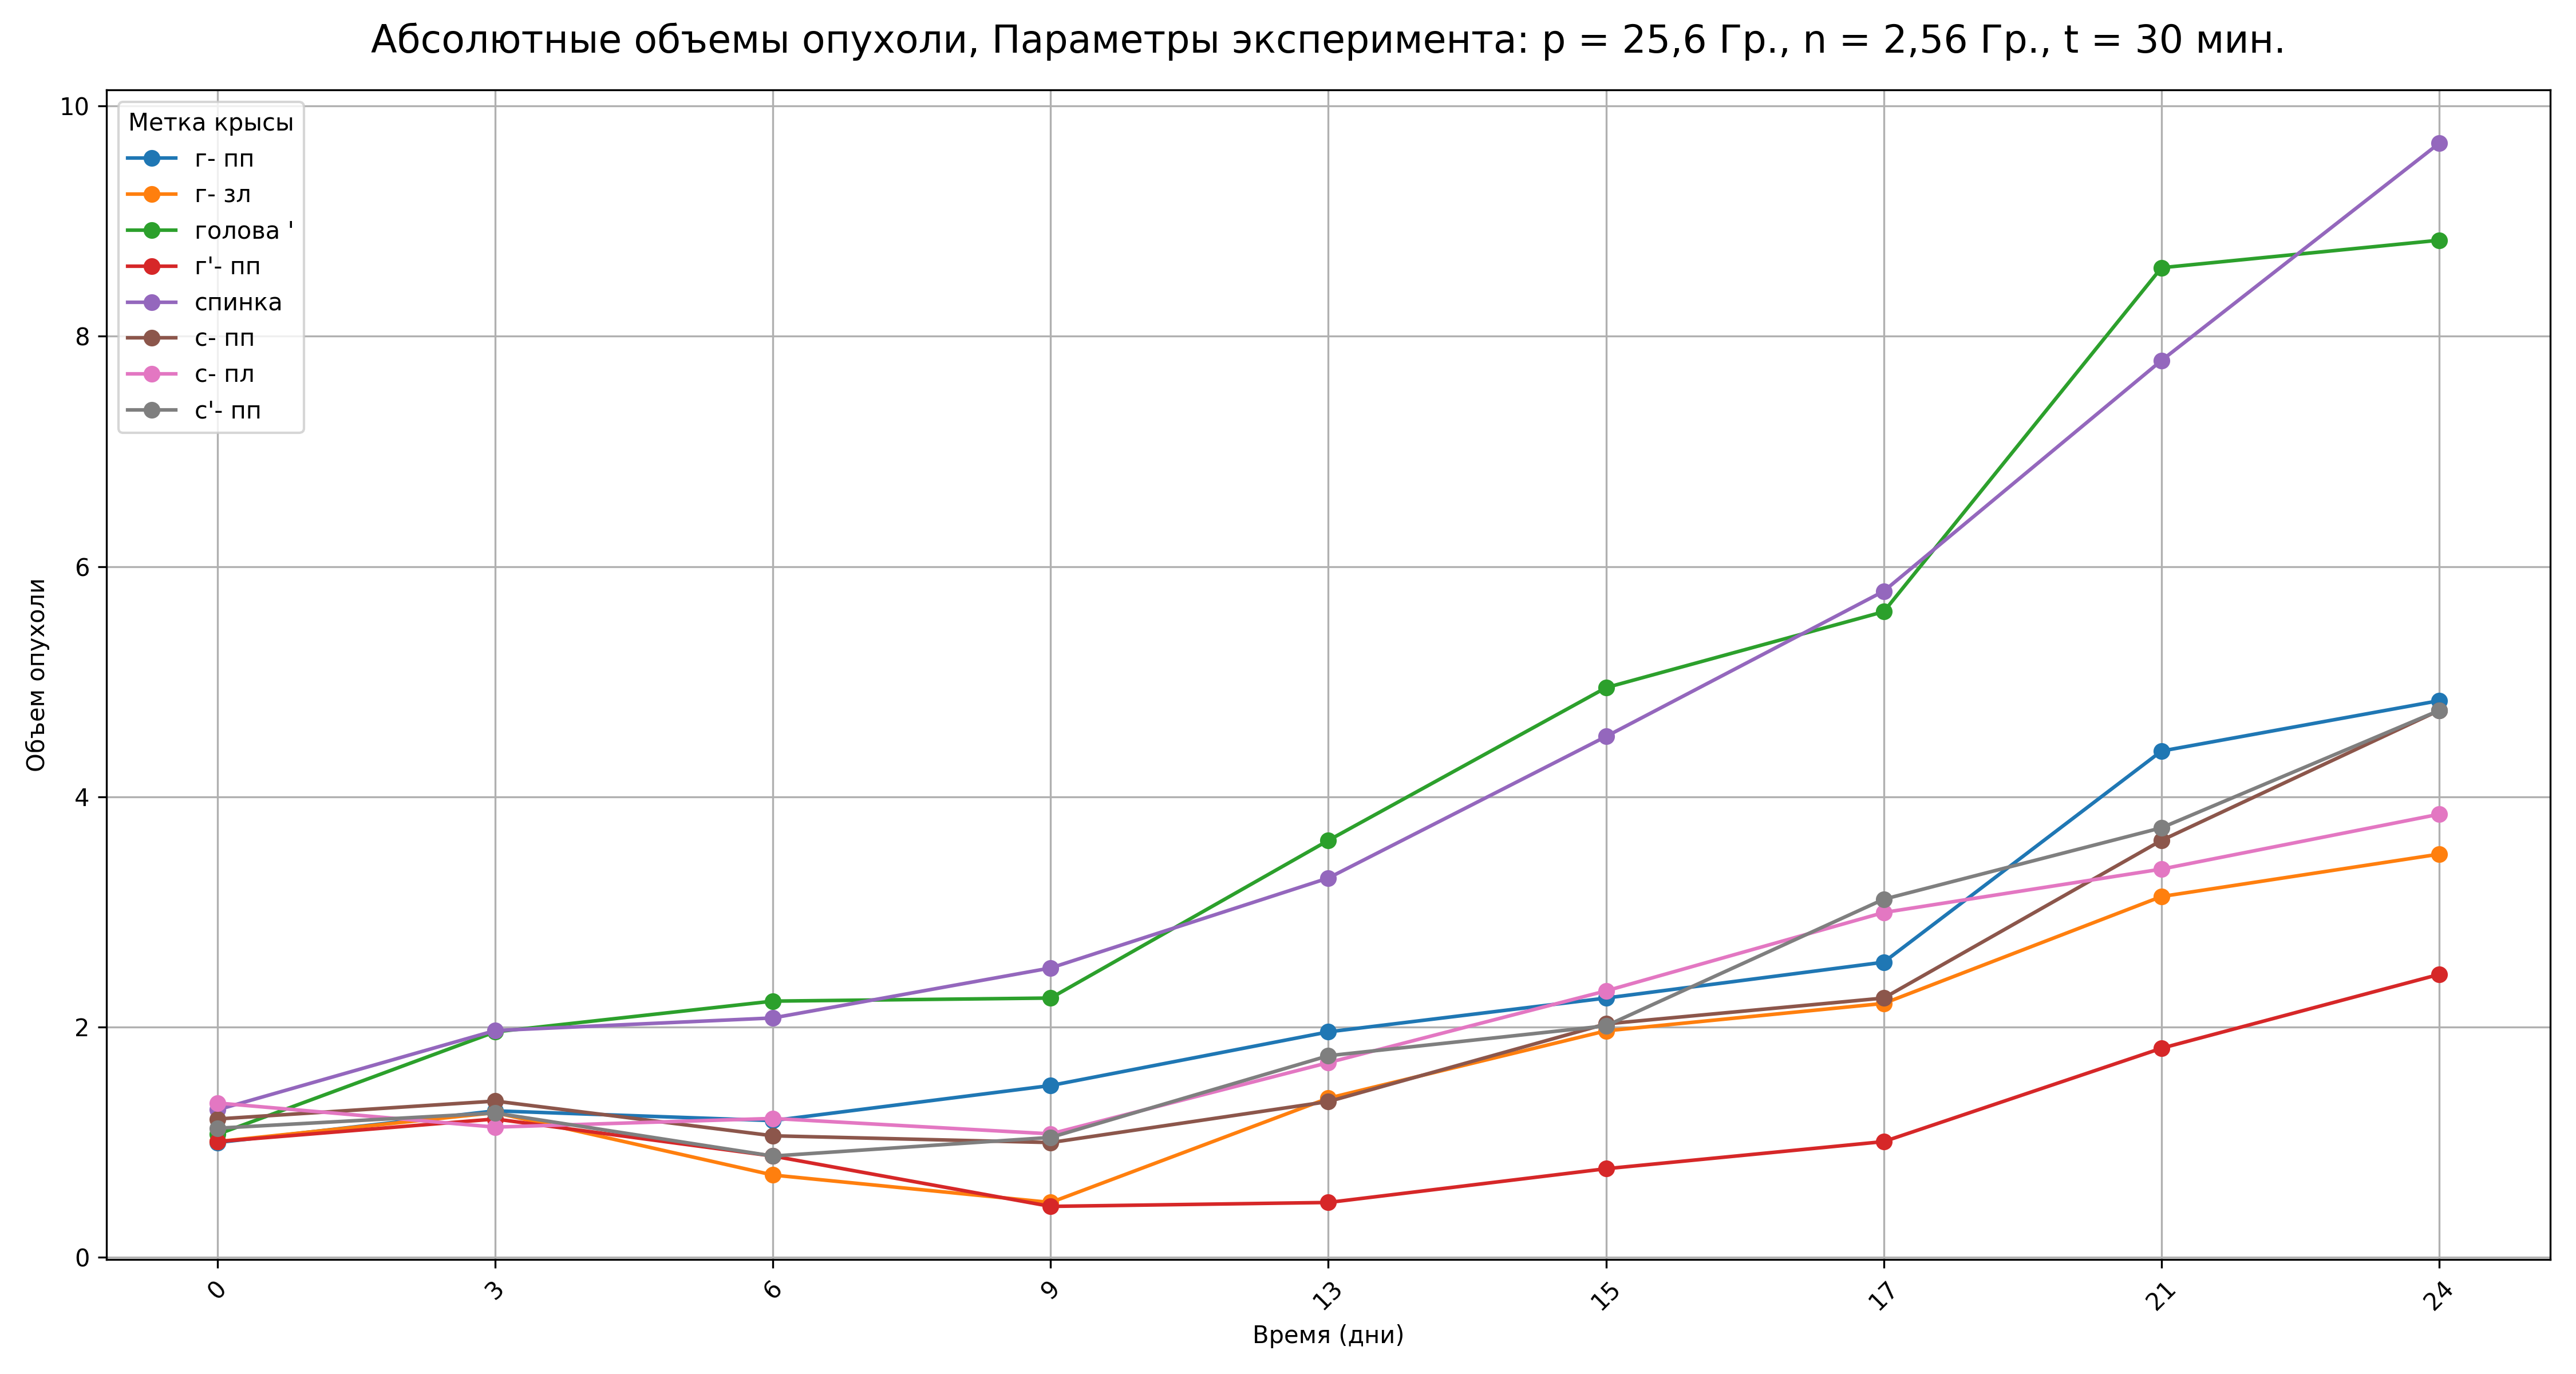 Абсолютные объемы опухоли, Параметры эксперимента: p = 25,6 Гр., n = 2,56 Гр., t = 30 мин.
10
8
6
4
2
0
Объем опухоли
Метка крысы
г- пп
г- зл
голова '
г'- пп
спинка
с- пп
с- пл
с'- пп
0 3 6 9 13 15 17 21 24
Время (дни)